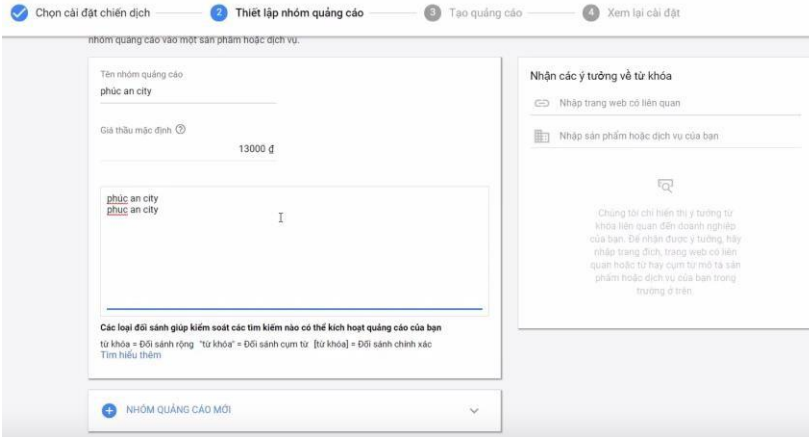 Chọn cài đặt chiến dịch
2 Thiết lập nhóm quảng cáo
3 Tạo quảng cáo
4 Xem lại cài đặt
nhóm quảng cáo vào một sản phẩm hoặc dịch vụ.
Tên nhóm quảng cáo
phúc an city
Giá thầu mặc định
13000 ₫
phúc an city
phuc an city
Các loại đối sánh giúp kiểm soát các tìm kiếm nào có thể kích hoạt quảng cáo của bạn
từ khóa = Đối sánh rộng "từ khóa" = Đối sánh cụm từ [từ khóa] = Đối sánh chính xác
Tìm hiểu thêm
NHÓM QUẢNG CÁO MỚI
Nhận các ý tưởng về từ khóa
Nhập trang web có liên quan
Nhập sản phẩm hoặc dịch vụ của bạn
Chúng tôi chỉ hiển thị ý tưởng từ
khóa liên quan đến doanh nghiệp
của bạn. Để nhận được ý tưởng, hãy
nhập trang đích, trang web có liên
quan hoặc từ hay cụm từ mô tả sản
phẩm hoặc dịch vụ của bạn trong
trường ở trên.